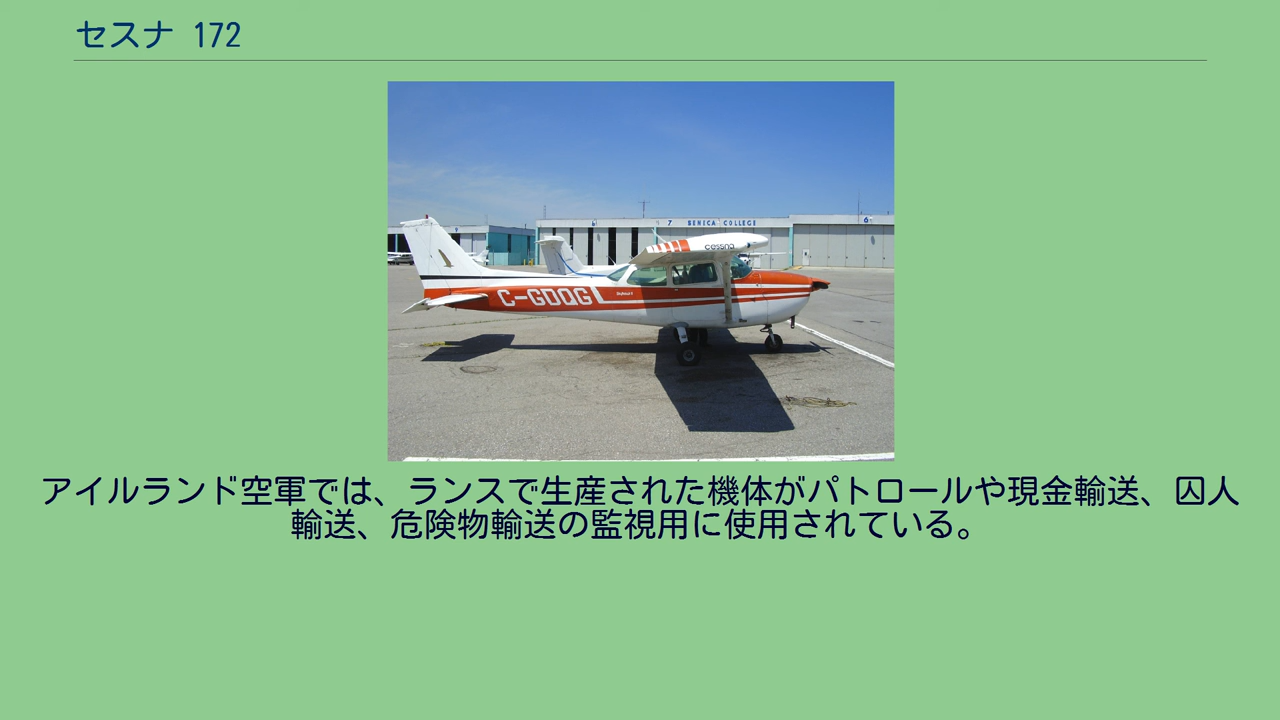 セスナ 172
7 SENECA COLLEGE 6
cessna
C-GDQG
アイルランド空軍では、ランスで生産された機体がパトロールや現金輸送、囚人
輸送、危険物輸送の監視用に使用されている。